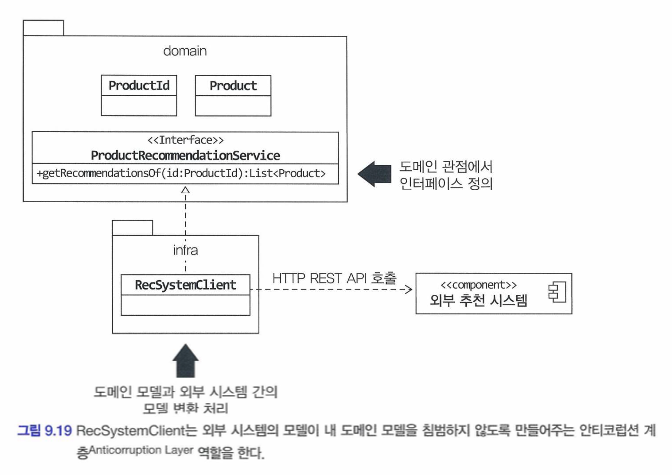 domain
ProductId
Product
<<Interface>>
ProductRecommendationService
+getRecommendationsOf(id:ProductId):List<Product>
도메인 관점에서
인터페이스 정의
infra
RecSystemClient
HTTP REST API 호출
<<component>>
외부 추천 시스템
도메인 모델과 외부 시스템 간의
모델 변환 처리
그림 9.19 RecSystemClient는 외부 시스템의 모델이 내 도메인 모델을 침범하지 않도록 만들어주는 안티코럽션 계
층Anticorruption Layer 역할을 한다.